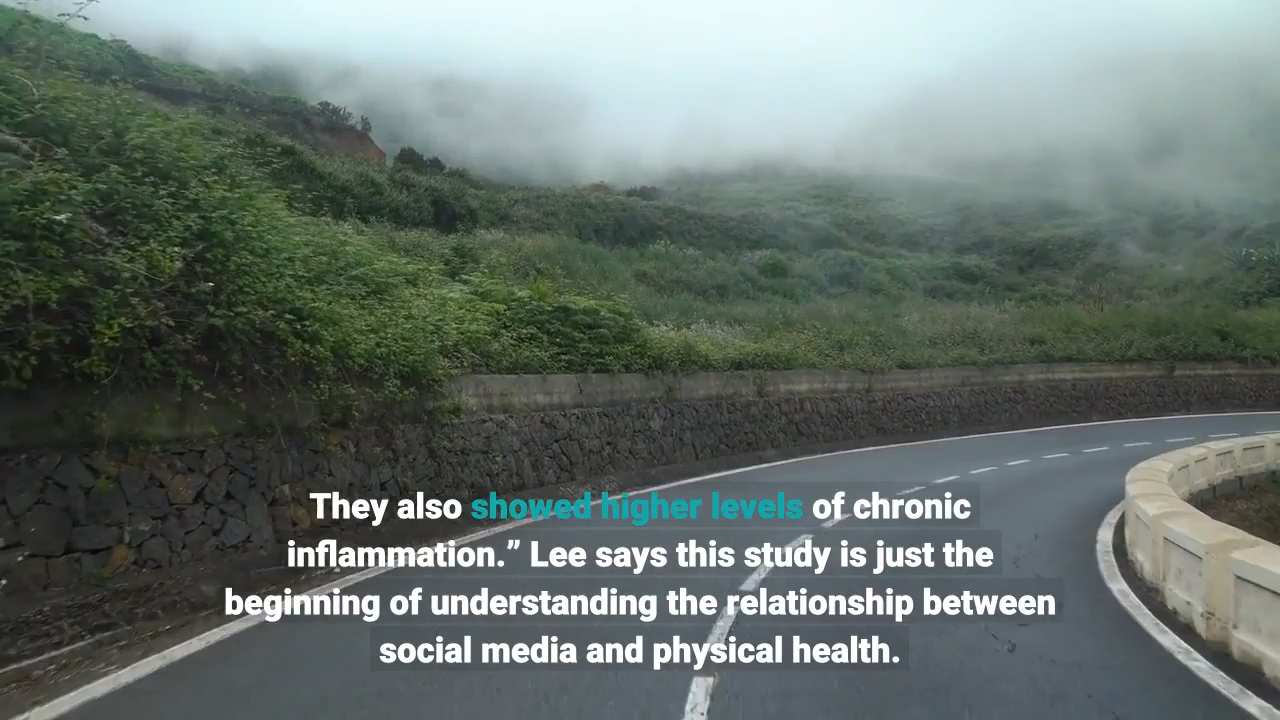 They also showed higher levels of chronic
inflammation.” Lee says this study is just the
beginning of understanding the relationship between
social media and physical health.